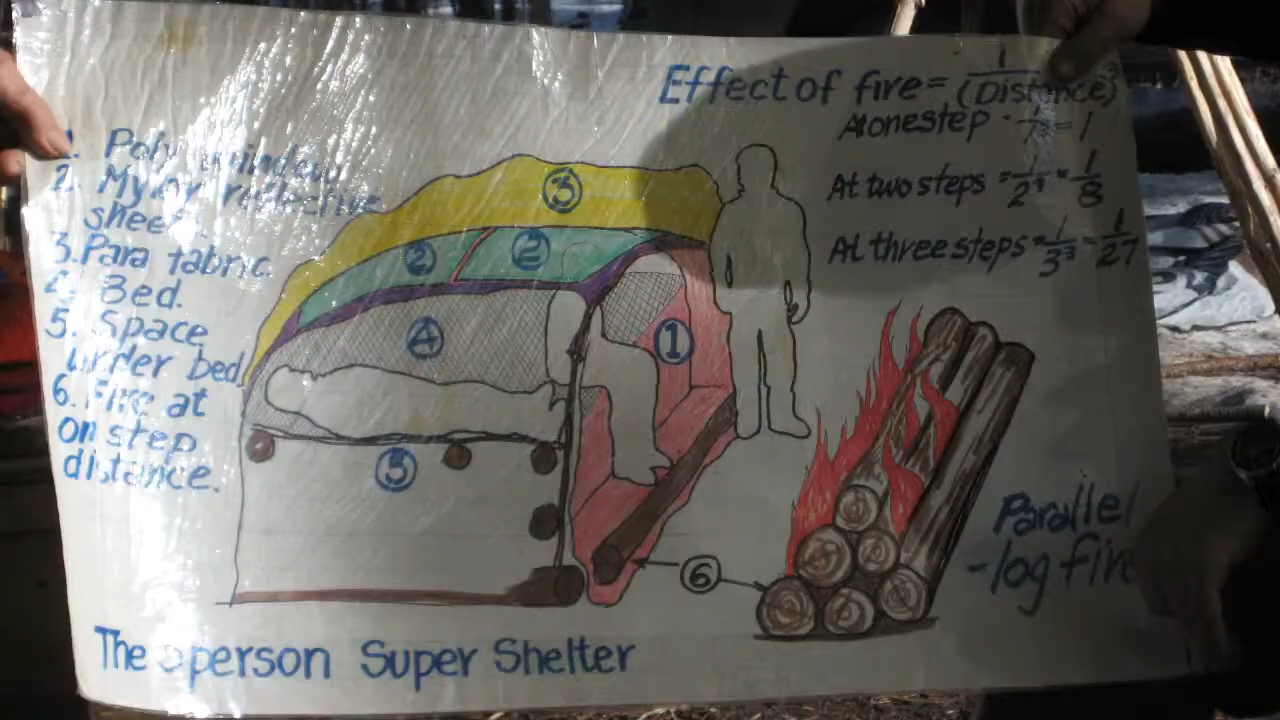 Effect of fire = 1/(Distance)³
At one step = 1/1³ = 1
At two steps = 1/2³ = 1/8
At three steps = 1/3³ = 1/27
1. Poly window
2. Mylar reflective
sheet.
3. Para fabric
4. Bed.
5. Space
under bed
6. Fire at
on step
distance.
3
2
2
4
1
5
6
Parallel
-log fire
The person Super Shelter